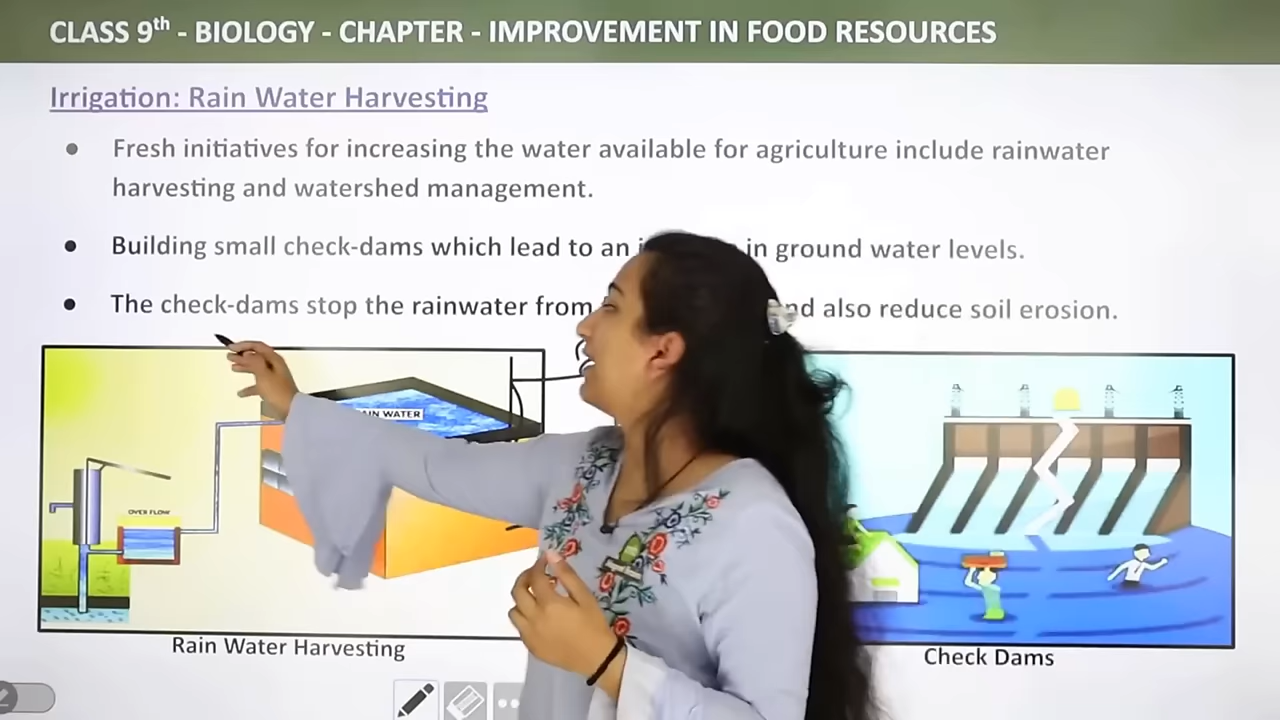 CLASS 9th - BIOLOGY - CHAPTER - IMPROVEMENT IN FOOD RESOURCES
Irrigation: Rain Water Harvesting
● Fresh initiatives for increasing the water available for agriculture include rainwater
harvesting and watershed management.
● Building small check-dams which lead to an in ground water levels.
● The check-dams stop the rainwater from and also reduce soil erosion.
RAIN WATER
OVER FLOW
Rain Water Harvesting
Check Dams